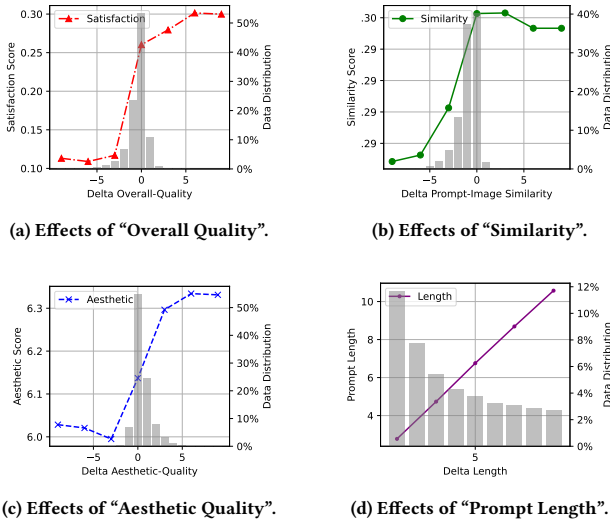 Satisfaction
Satisfaction Score
0.30
0.25
0.20
0.15
0.10
50%
40%
30%
20%
10%
0%
Data Distribution
−5 0 5
Delta Overall-Quality
(a) Effects of “Overall Quality”.
Similarity
Similarity Score
.30
.29
.29
.29
40%
30%
20%
10%
0%
Data Distribution
−5 0 5
Delta Prompt-Image Similarity
(b) Effects of “Similarity”.
Aesthetic
Aesthetic Score
6.3
6.2
6.1
6.0
50%
40%
30%
20%
10%
0%
Data Distribution
−5 0 5
Delta Aesthetic-Quality
(c) Effects of “Aesthetic Quality”.
Length
Prompt Length
10
8
6
4
12%
10%
8%
6%
4%
2%
0%
Data Distribution
5
Delta Length
(d) Effects of “Prompt Length”.